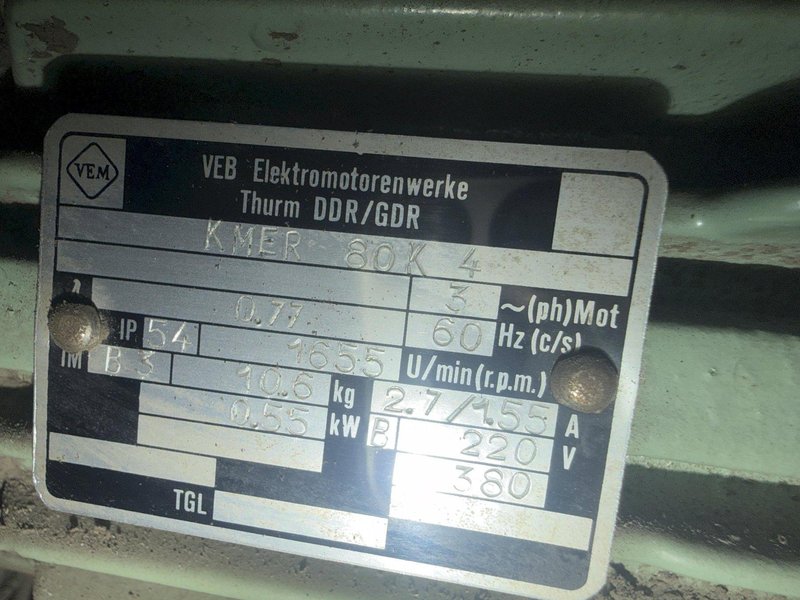 VEM
VEB Elektromotorenwerke
Thurm DDR/GDR
KMER 80K 4
3 ~(ph)Mot
0.77 60 Hz (c/s)
IP 54 1655 U/min (r.p.m.)
IM B 3 10.6 kg 2.7/1.55 A
0.55 kW B 220 V
380
TGL